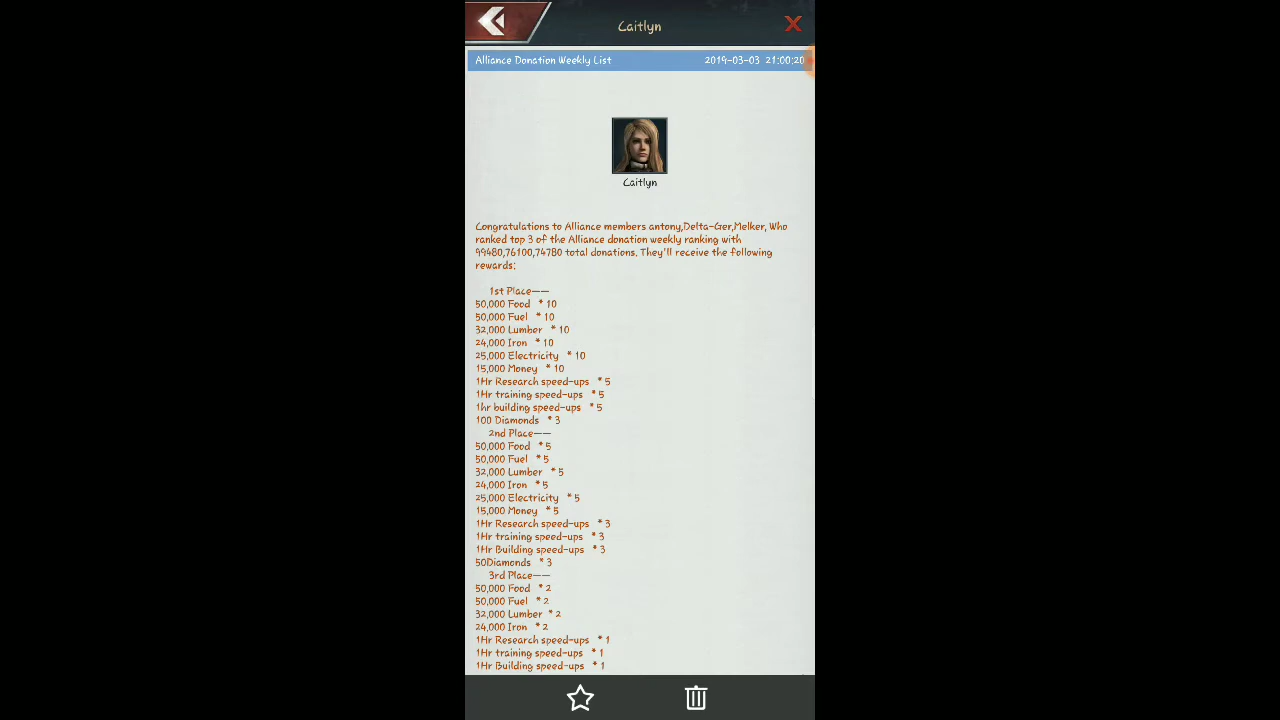 Caitlyn
Alliance Donation Weekly List 2019-03-03 21:00:20
Caitlyn
Congratulations to Alliance members antony,Delta-Ger,Melker, Who
ranked top 3 of the Alliance donation weekly ranking with
99480,76100,74780 total donations. They'll receive the following
rewards:
1st Place——
50,000 Food * 10
50,000 Fuel * 10
32,000 Lumber * 10
24,000 Iron * 10
25,000 Electricity * 10
15,000 Money * 10
1Hr Research speed-ups * 5
1Hr training speed-ups * 5
1hr building speed-ups * 5
100 Diamonds * 3
2nd Place——
50,000 Food * 5
50,000 Fuel * 5
32,000 Lumber * 5
24,000 Iron * 5
25,000 Electricity * 5
15,000 Money * 5
1Hr Research speed-ups * 3
1Hr training speed-ups * 3
1Hr Building speed-ups * 3
50Diamonds * 3
3rd Place——
50,000 Food * 2
50,000 Fuel * 2
32,000 Lumber * 2
24,000 Iron * 2
1Hr Research speed-ups * 1
1Hr training speed-ups * 1
1Hr Building speed-ups * 1